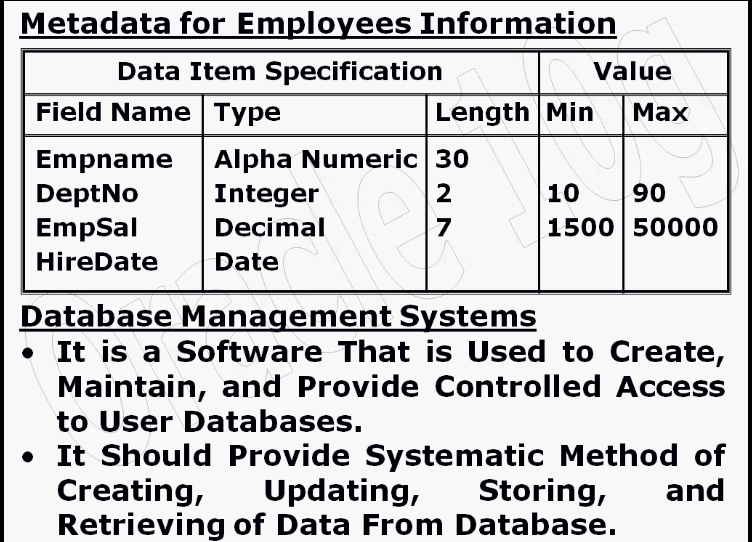 Metadata for Employees Information
Data Item Specification Value
Field Name Type Length Min Max
Empname Alpha Numeric 30
DeptNo Integer 2 10 90
EmpSal Decimal 7 1500 50000
HireDate Date
Database Management Systems
• It is a Software That is Used to Create,
Maintain, and Provide Controlled Access
to User Databases.
• It Should Provide Systematic Method of
Creating, Updating, Storing, and
Retrieving of Data From Database.
Oracle 10g